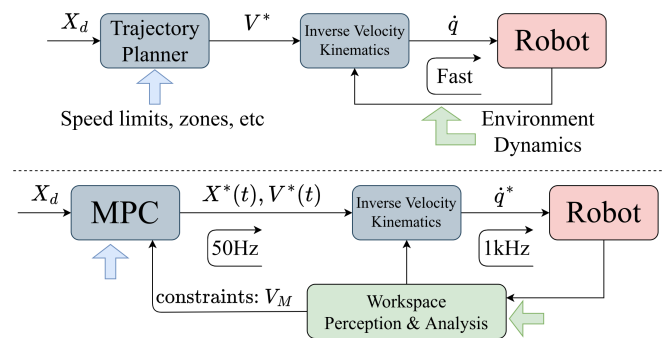 X_d
Trajectory
Planner
V*
Inverse Velocity
Kinematics
q̇
Robot
Fast
Speed limits, zones, etc
Environment
Dynamics
X_d
MPC
X*(t), V*(t)
50Hz
Inverse Velocity
Kinematics
q̇*
1kHz
Robot
constraints: V_M
Workspace
Perception & Analysis